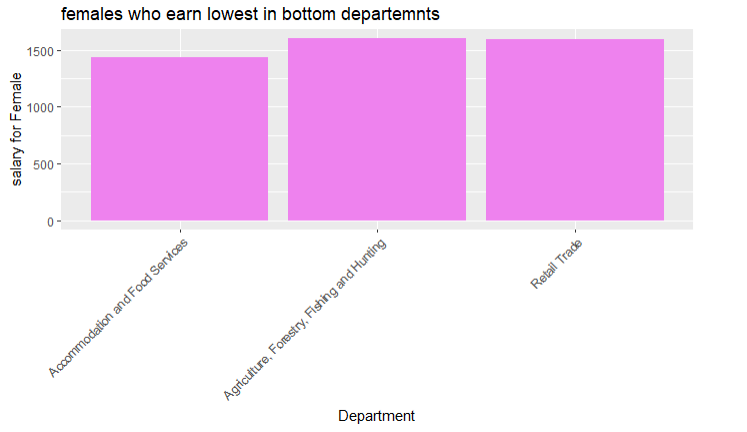 females who earn lowest in bottom departemnts
salary for Female
1500
1000
500
0
Accommodation and Food Services
Agriculture, Forestry, Fishing and Hunting
Retail Trade
Department